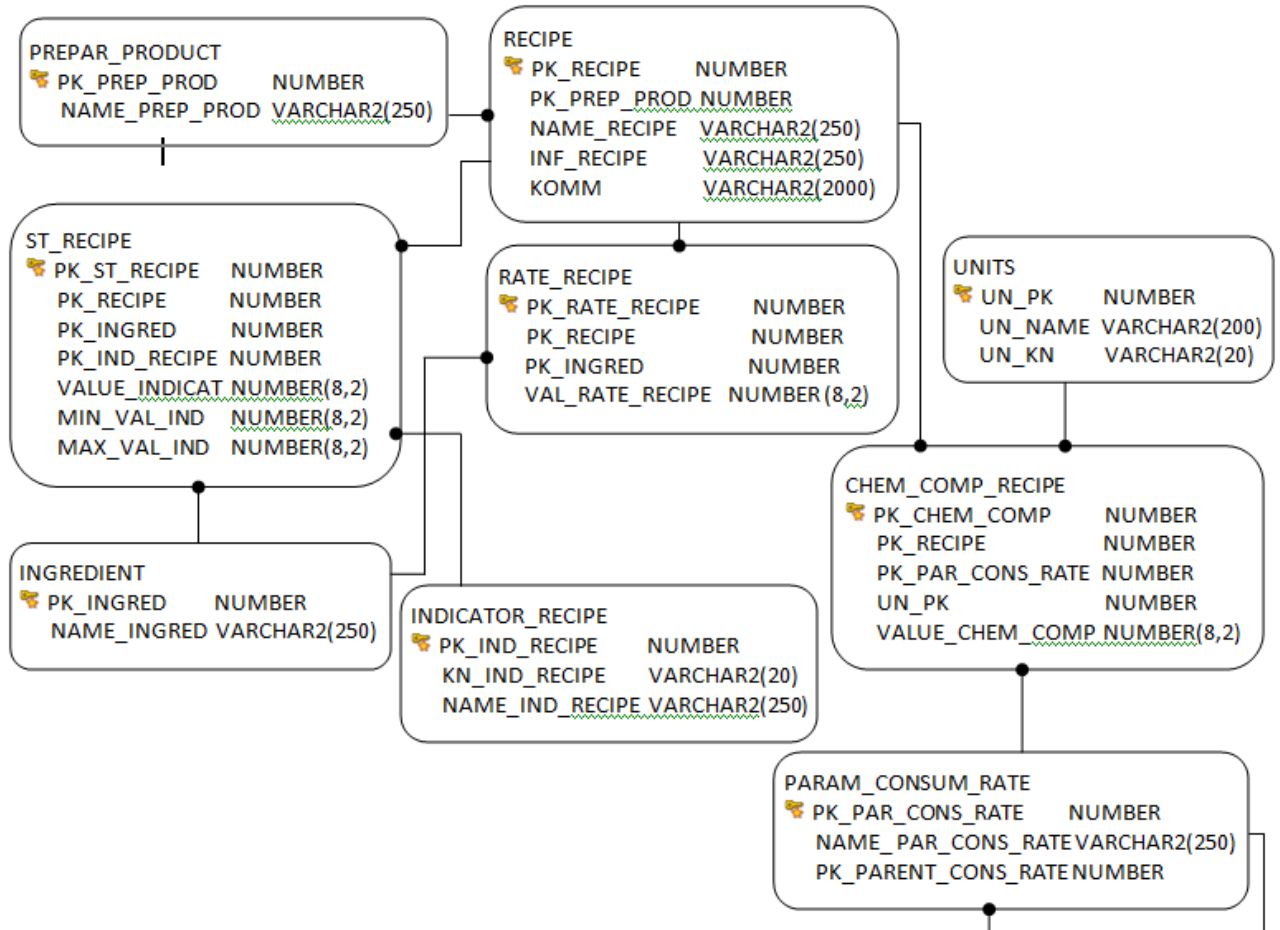 PREPAR_PRODUCT
PK_PREP_PROD NUMBER
NAME_PREP_PROD VARCHAR2(250)
RECIPE
PK_RECIPE NUMBER
PK_PREP_PROD NUMBER
NAME_RECIPE VARCHAR2(250)
INF_RECIPE VARCHAR2(250)
KOMM VARCHAR2(2000)
ST_RECIPE
PK_ST_RECIPE NUMBER
PK_RECIPE NUMBER
PK_INGRED NUMBER
PK_IND_RECIPE NUMBER
VALUE_INDICAT NUMBER(8,2)
MIN_VAL_IND NUMBER(8,2)
MAX_VAL_IND NUMBER(8,2)
RATE_RECIPE
PK_RATE_RECIPE NUMBER
PK_RECIPE NUMBER
PK_INGRED NUMBER
VAL_RATE_RECIPE NUMBER (8,2)
UNITS
UN_PK NUMBER
UN_NAME VARCHAR2(200)
UN_KN VARCHAR2(20)
CHEM_COMP_RECIPE
PK_CHEM_COMP NUMBER
PK_RECIPE NUMBER
PK_PAR_CONS_RATE NUMBER
UN_PK NUMBER
VALUE_CHEM_COMP NUMBER(8,2)
INGREDIENT
PK_INGRED NUMBER
NAME_INGRED VARCHAR2(250)
INDICATOR_RECIPE
PK_IND_RECIPE NUMBER
KN_IND_RECIPE VARCHAR2(20)
NAME_IND_RECIPE VARCHAR2(250)
PARAM_CONSUM_RATE
PK_PAR_CONS_RATE NUMBER
NAME_ PAR_CONS_RATE VARCHAR2(250)
PK_PARENT_CONS_RATE NUMBER